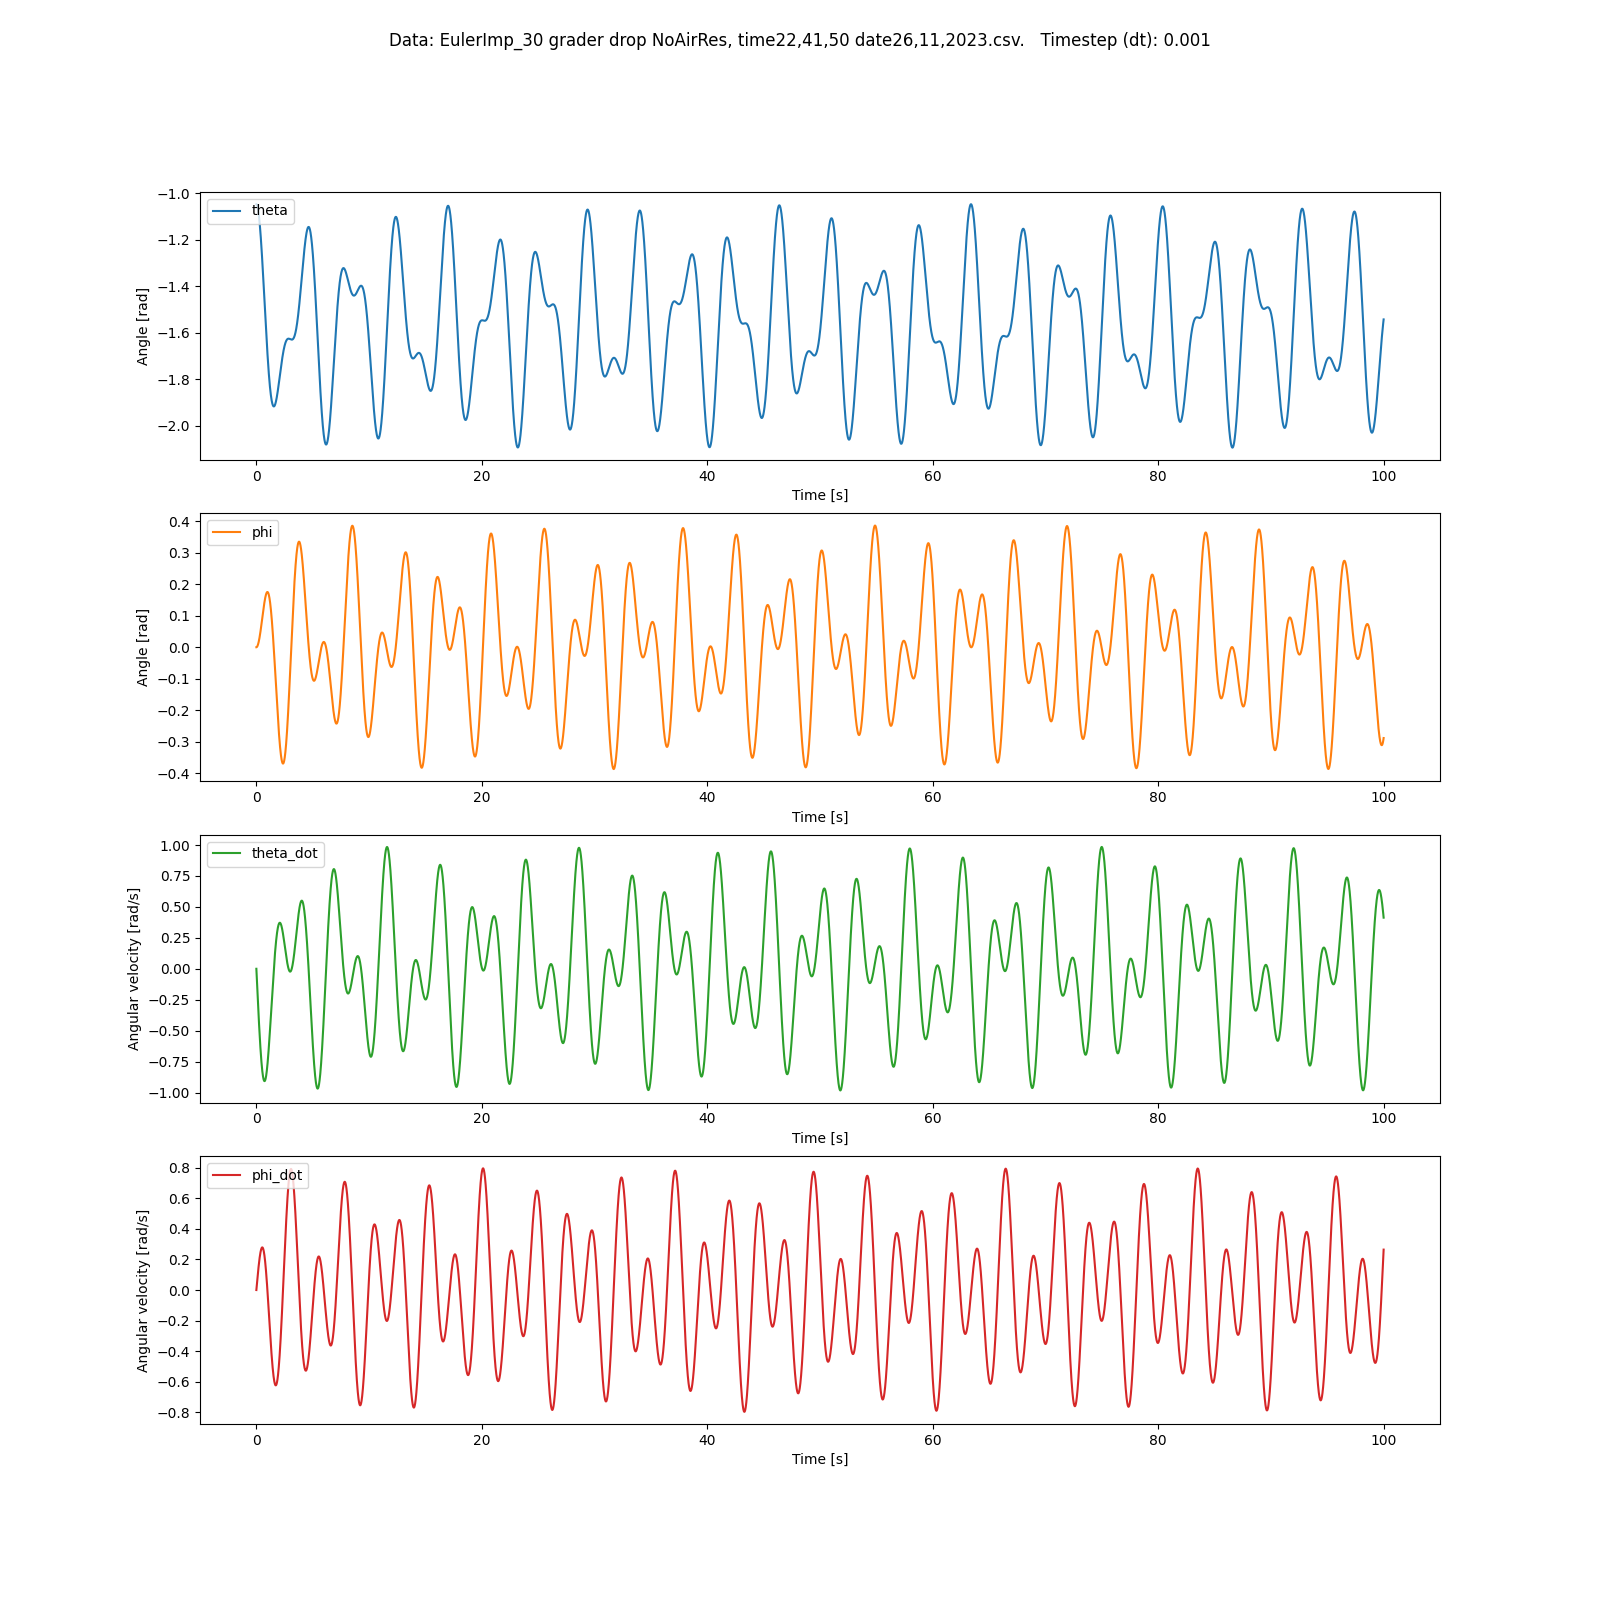 Data: EulerImp_30 grader drop NoAirRes, time22,41,50 date26,11,2023.csv.   Timestep (dt): 0.001
−1.0
−1.2
−1.4
−1.6
−1.8
−2.0
Angle [rad]
theta
0 20 40 60 80 100
Time [s]
0.4
0.3
0.2
0.1
0.0
−0.1
−0.2
−0.3
−0.4
Angle [rad]
phi
0 20 40 60 80 100
Time [s]
1.00
0.75
0.50
0.25
0.00
−0.25
−0.50
−0.75
−1.00
Angular velocity [rad/s]
theta_dot
0 20 40 60 80 100
Time [s]
0.8
0.6
0.4
0.2
0.0
−0.2
−0.4
−0.6
−0.8
Angular velocity [rad/s]
phi_dot
0 20 40 60 80 100
Time [s]